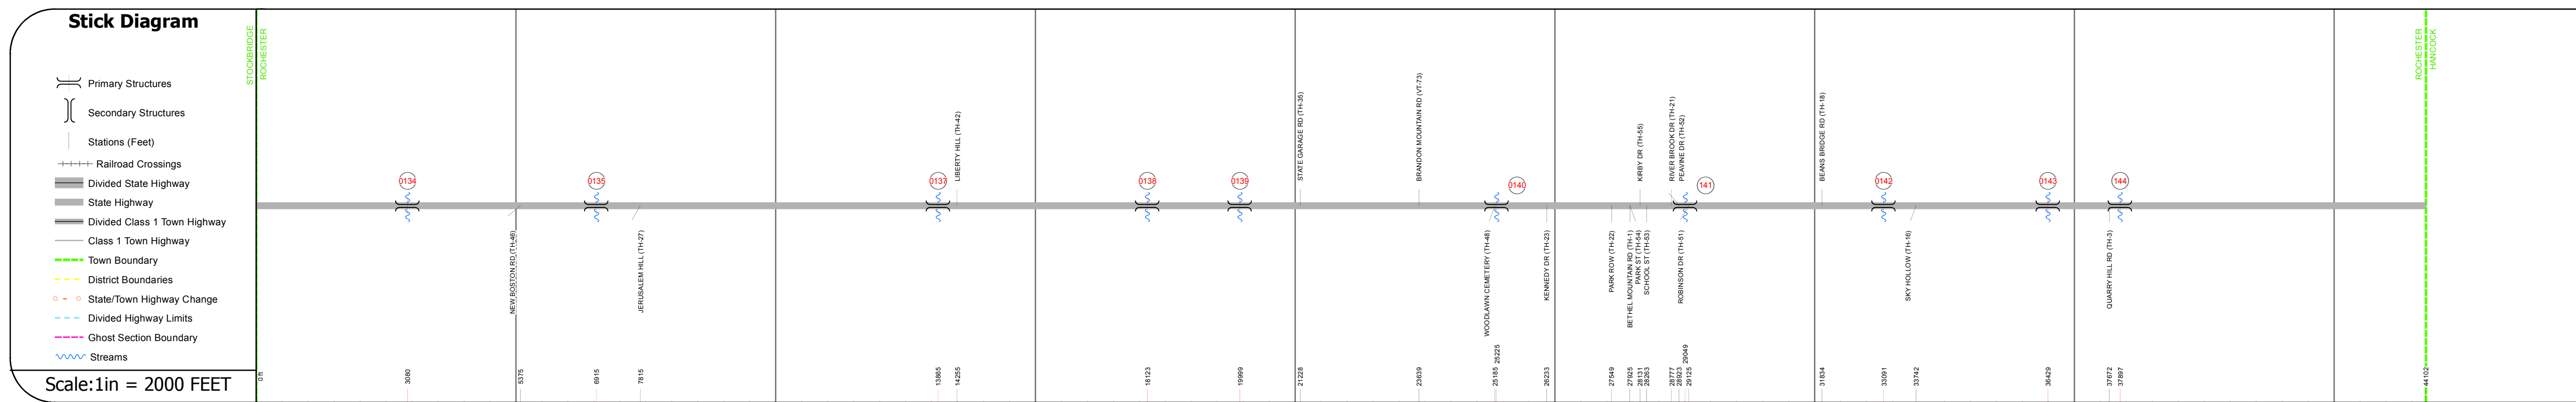 Stick Diagram
Primary Structures
Secondary Structures
Stations (Feet)
Railroad Crossings
Divided State Highway
State Highway
Divided Class 1 Town Highway
Class 1 Town Highway
Town Boundary
District Boundaries
State/Town Highway Change
Divided Highway Limits
Ghost Section Boundary
Streams
Scale:1in = 2000 FEET
STOCKBRIDGE
ROCHESTER
0134
NEW BOSTON RD (TH-46)
0135
JERUSALEM HILL (TH-27)
0137
LIBERTY HILL (TH-42)
0138
0139
STATE GARAGE RD (TH-35)
BRANDON MOUNTAIN RD (VT-73)
WOODLAWN CEMETERY (TH-48)
0140
KENNEDY DR (TH-23)
PARK ROW (TH-22)
BETHEL MOUNTAIN RD (TH-1)
PARK ST (TH-54)
KIRBY DR (TH-55)
SCHOOL ST (TH-53)
RIVER BROOK DR (TH-21)
PEAVINE DR (TH-52)
ROBINSON DR (TH-51)
141
BEANS BRIDGE RD (TH-18)
0142
SKY HOLLOW (TH-16)
0143
QUARRY HILL RD (TH-3)
144
ROCHESTER
HANCOCK
0 ft
3080
5375
6915
7815
13865
14255
18123
19999
21228
23639
25185
25225
26233
27549
27925
28131
28263
28777
28923
29049
29125
31834
33091
33742
36429
37672
37897
44102